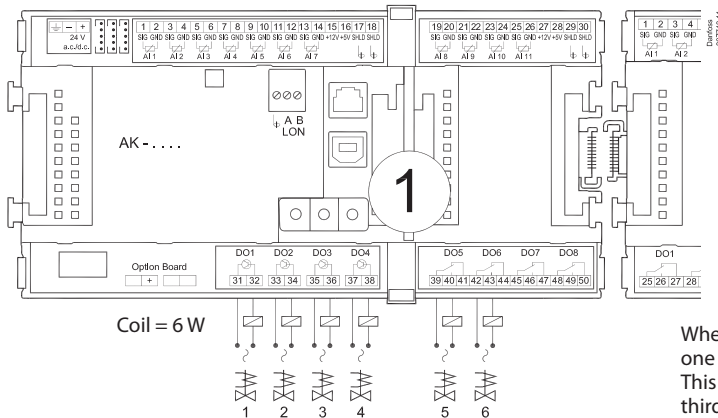 1 2 3 4 5 6 7 8 9 10 11 12 13 14 15 16 17 18
19 20 21 22 23 24 25 26 27 28 29 30
1 2 3 4
- +
24 V
a.c./d.c.
SIG GND SIG GND SIG GND SIG GND SIG GND SIG GND SIG GND +12V +5V SHLD SHLD
SIG GND SIG GND SIG GND SIG GND +12V +5V SHLD SHLD
SIG GND SIG GND
AI 1 AI 2 AI 3 AI 4 AI 5 AI 6 AI 7
AI 8 AI 9 AI 10 AI 11
AI 1 AI 2
Danfoss
A B
LON
AK - . . . .
1
Option Board
+
DO1 DO2 DO3 DO4
31 32 33 34 35 36 37 38
DO5 DO6 DO7 DO8
39 40 41 42 43 44 45 46 47 48 49 50
DO1
25 26 27 28
Coil = 6 W
1 2 3 4 5 6
Whe
one
This
third